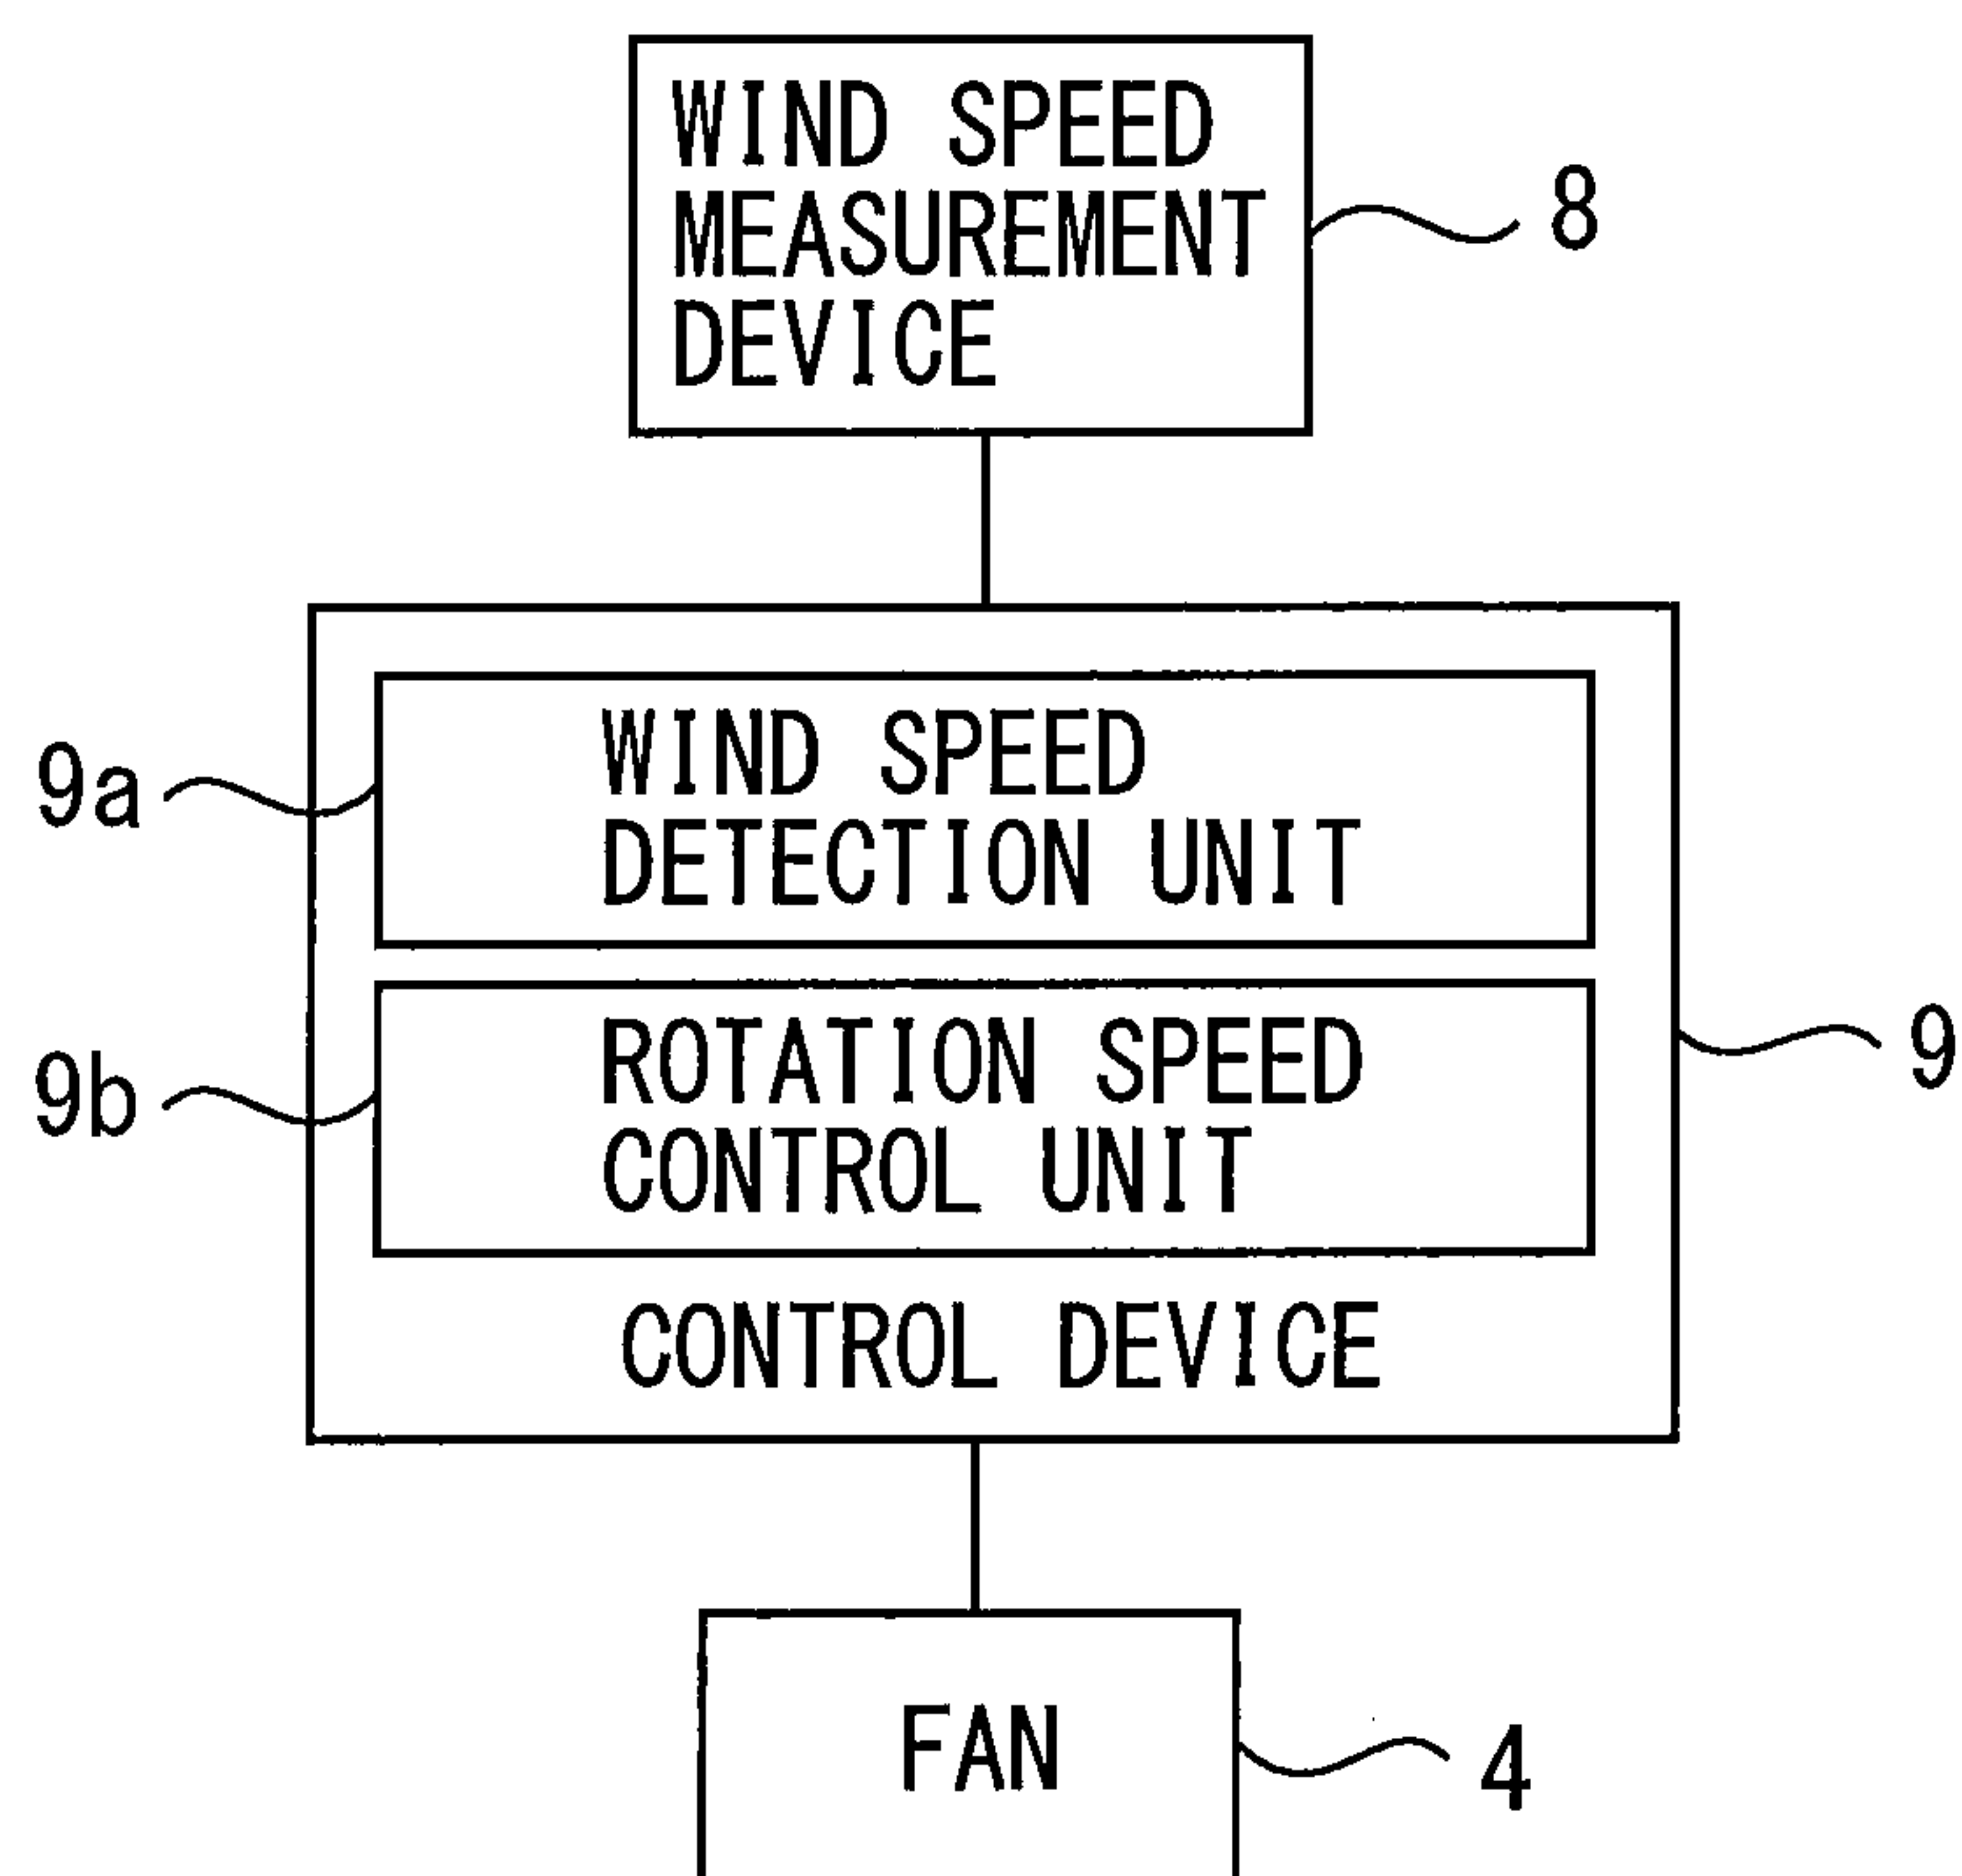 WIND SPEED
MEASUREMENT
DEVICE
8
9a
WIND SPEED
DETECTION UNIT
9b
ROTATION SPEED
CONTROL UNIT
9
CONTROL DEVICE
FAN
4